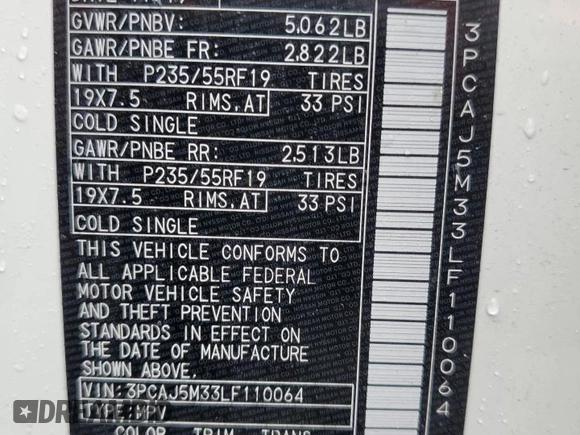 GVWR/PNBV: 5,062LB
GAWR/PNBE FR: 2,822LB
WITH P235/55RF19 TIRES
19X7.5 RIMS,AT 33 PSI
COLD SINGLE
GAWR/PNBE RR: 2,513LB
WITH P235/55RF19 TIRES
19X7.5 RIMS,AT 33 PSI
COLD SINGLE
THIS VEHICLE CONFORMS TO
ALL APPLICABLE FEDERAL
MOTOR VEHICLE SAFETY
AND THEFT PREVENTION
STANDARDS IN EFFECT ON
THE DATE OF MANUFACTURE
SHOWN ABOVE.
VIN:3PCAJ5M33LF110064
TYPE:MPV
COLOR TRIM TRANS
3PCAJ5M33LF110064